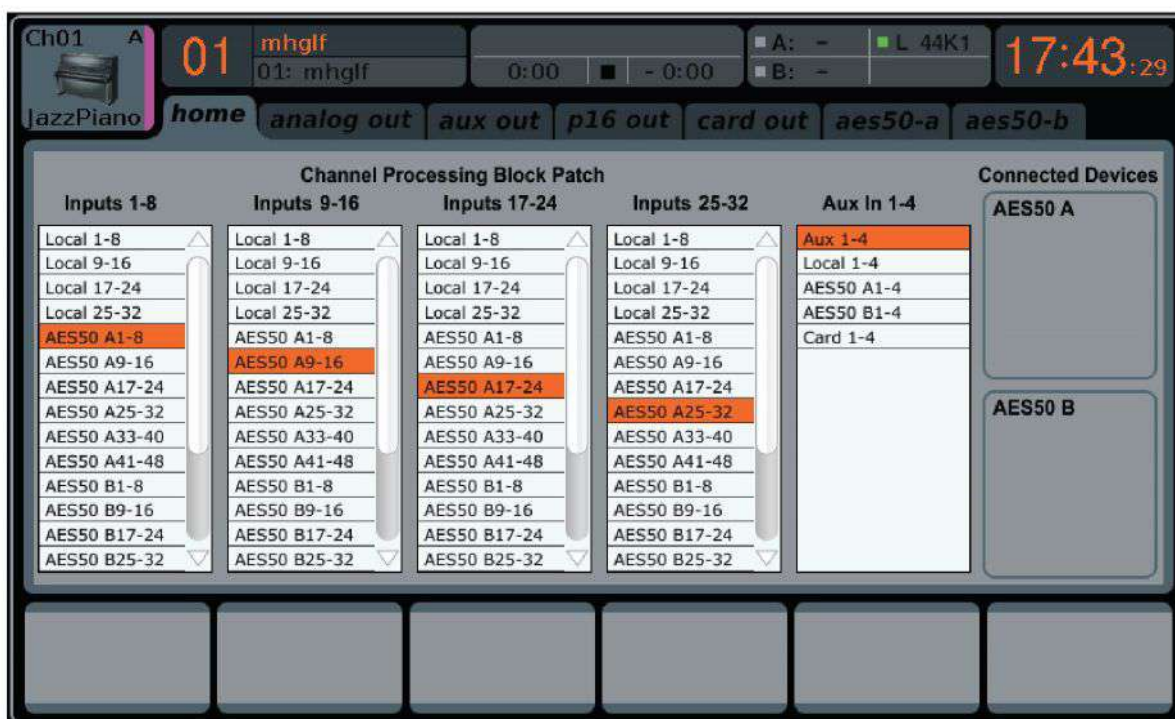 Ch01 A
JazzPiano
01
mhglf
01: mhglf
0:00 - 0:00
A: -
B: -
L 44K1
17:43:29
home analog out aux out p16 out card out aes50-a aes50-b
Channel Processing Block Patch
Connected Devices
Inputs 1-8
Local 1-8
Local 9-16
Local 17-24
Local 25-32
AES50 A1-8
AES50 A9-16
AES50 A17-24
AES50 A25-32
AES50 A33-40
AES50 A41-48
AES50 B1-8
AES50 B9-16
AES50 B17-24
AES50 B25-32
Inputs 9-16
Local 1-8
Local 9-16
Local 17-24
Local 25-32
AES50 A1-8
AES50 A9-16
AES50 A17-24
AES50 A25-32
AES50 A33-40
AES50 A41-48
AES50 B1-8
AES50 B9-16
AES50 B17-24
AES50 B25-32
Inputs 17-24
Local 1-8
Local 9-16
Local 17-24
Local 25-32
AES50 A1-8
AES50 A9-16
AES50 A17-24
AES50 A25-32
AES50 A33-40
AES50 A41-48
AES50 B1-8
AES50 B9-16
AES50 B17-24
AES50 B25-32
Inputs 25-32
Local 1-8
Local 9-16
Local 17-24
Local 25-32
AES50 A1-8
AES50 A9-16
AES50 A17-24
AES50 A25-32
AES50 A33-40
AES50 A41-48
AES50 B1-8
AES50 B9-16
AES50 B17-24
AES50 B25-32
Aux In 1-4
Aux 1-4
Local 1-4
AES50 A1-4
AES50 B1-4
Card 1-4
AES50 A
AES50 B